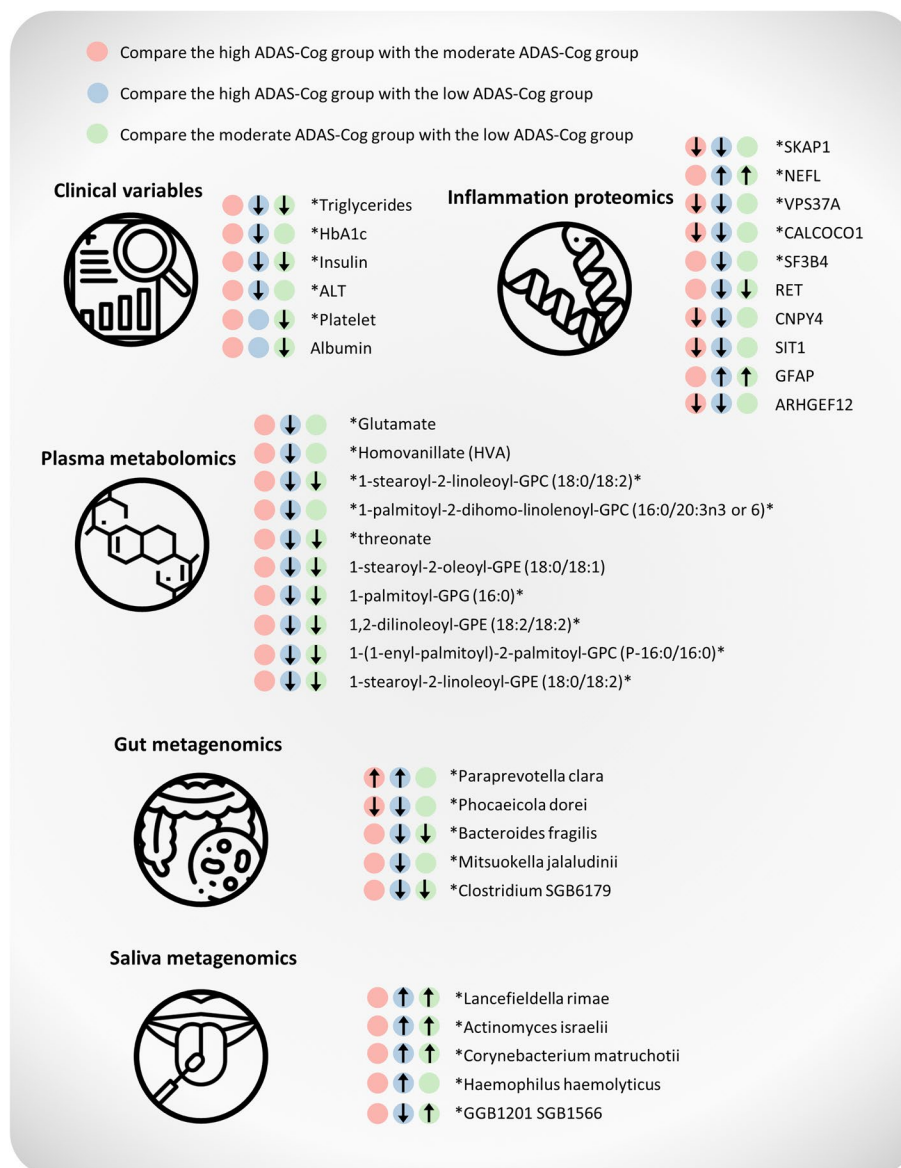 Compare the high ADAS-Cog group with the moderate ADAS-Cog group
Compare the high ADAS-Cog group with the low ADAS-Cog group
Compare the moderate ADAS-Cog group with the low ADAS-Cog group
Clinical variables
*Triglycerides
*HbA1c
*Insulin
*ALT
*Platelet
Albumin
Inflammation proteomics
*SKAP1
*NEFL
*VPS37A
*CALCOCO1
*SF3B4
RET
CNPY4
SIT1
GFAP
ARHGEF12
Plasma metabolomics
*Glutamate
*Homovanillate (HVA)
*1-stearoyl-2-linoleoyl-GPC (18:0/18:2)*
*1-palmitoyl-2-dihomo-linolenoyl-GPC (16:0/20:3n3 or 6)*
*threonate
1-stearoyl-2-oleoyl-GPE (18:0/18:1)
1-palmitoyl-GPG (16:0)*
1,2-dilinoleoyl-GPE (18:2/18:2)*
1-(1-enyl-palmitoyl)-2-palmitoyl-GPC (P-16:0/16:0)*
1-stearoyl-2-linoleoyl-GPE (18:0/18:2)*
Gut metagenomics
*Paraprevotella clara
*Phocaeicola dorei
*Bacteroides fragilis
*Mitsuokella jalaludinii
*Clostridium SGB6179
Saliva metagenomics
*Lancefieldella rimae
*Actinomyces israelii
*Corynebacterium matruchotii
*Haemophilus haemolyticus
*GGB1201 SGB1566